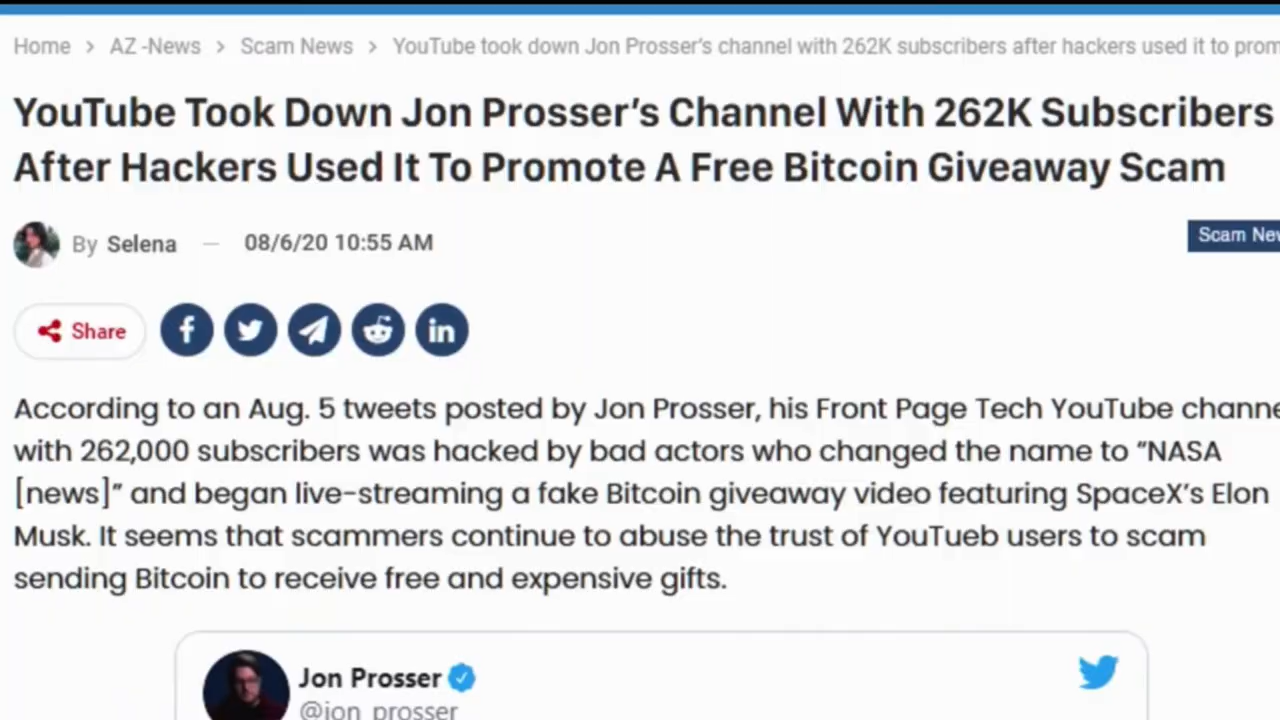 Home > AZ -News > Scam News > YouTube took down Jon Prosser's channel with 262K subscribers after hackers used it to prom
YouTube Took Down Jon Prosser's Channel With 262K Subscribers
After Hackers Used It To Promote A Free Bitcoin Giveaway Scam
By Selena — 08/6/20 10:55 AM
Scam New
Share
According to an Aug. 5 tweets posted by Jon Prosser, his Front Page Tech YouTube channe
with 262,000 subscribers was hacked by bad actors who changed the name to “NASA
[news]” and began live-streaming a fake Bitcoin giveaway video featuring SpaceX’s Elon
Musk. It seems that scammers continue to abuse the trust of YouTueb users to scam
sending Bitcoin to receive free and expensive gifts.
Jon Prosser
@jon_prosser